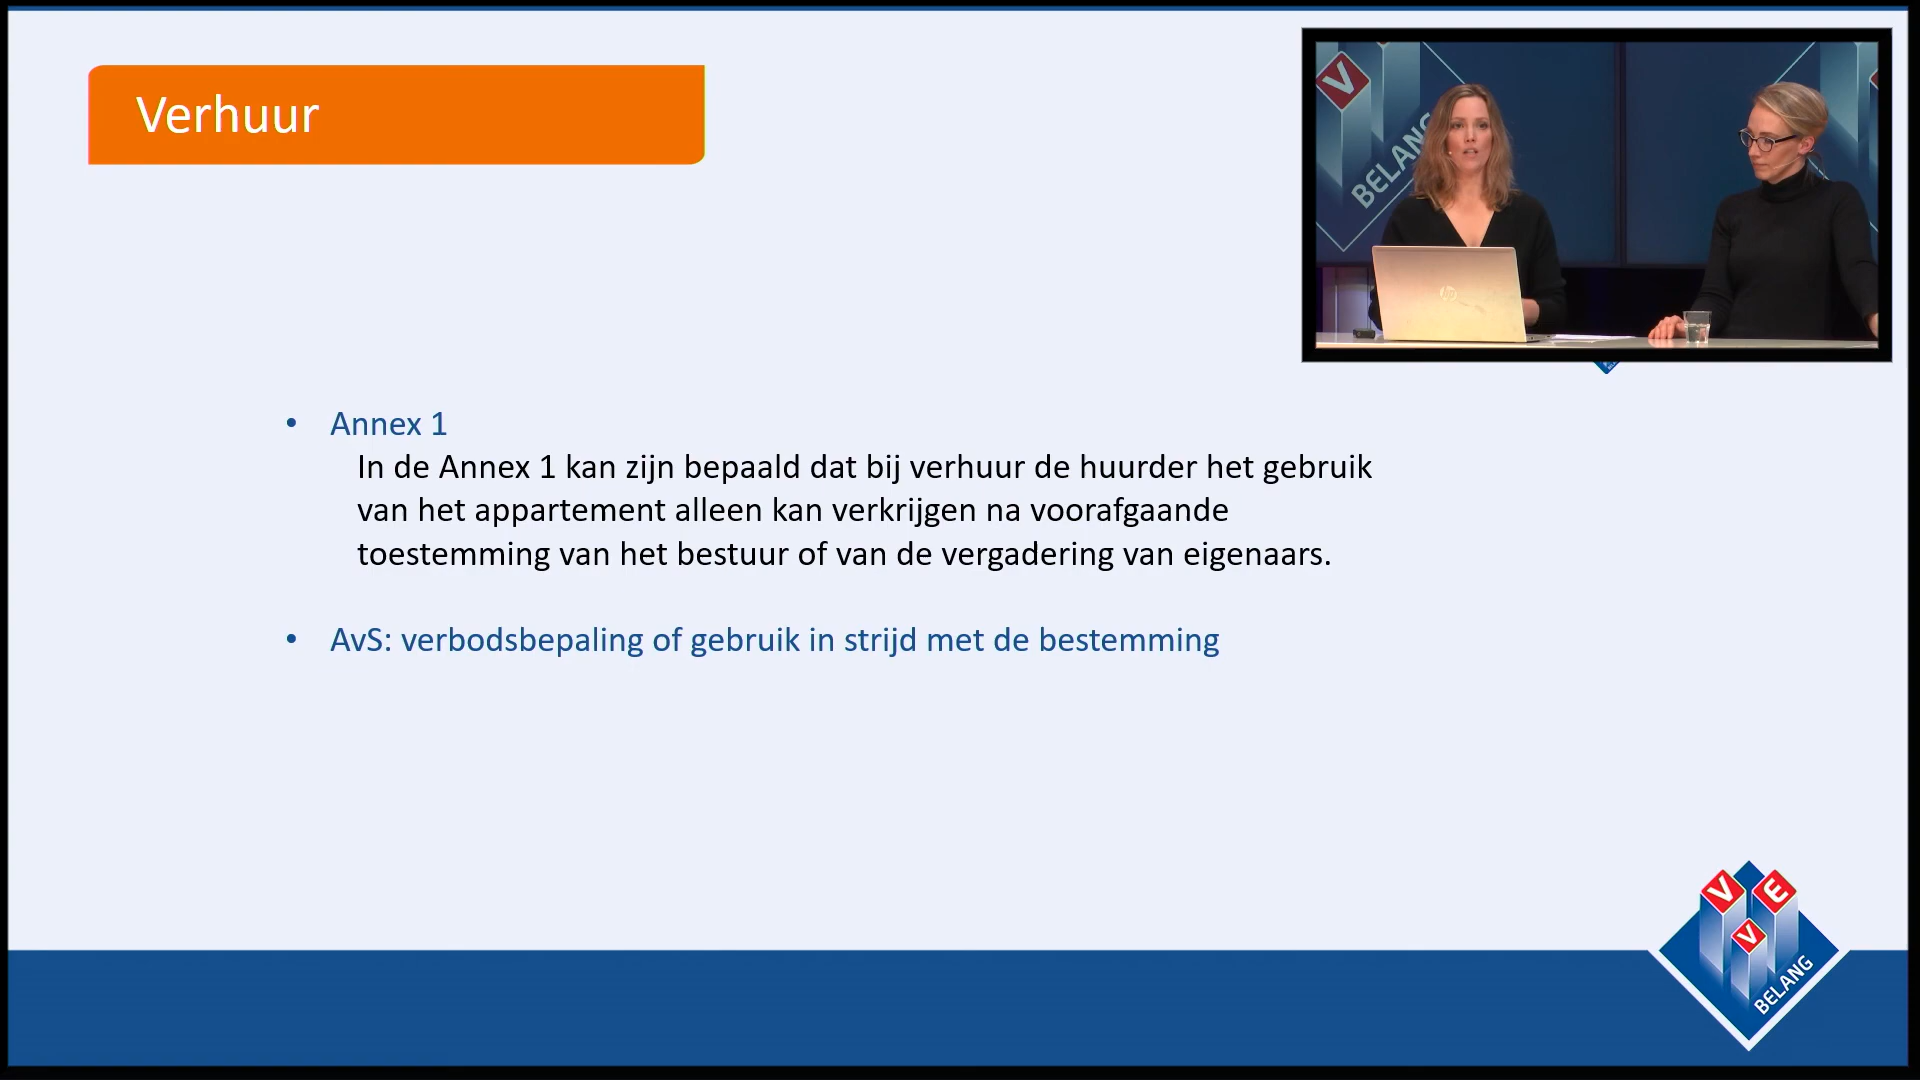 Verhuur
V
BELANG
• Annex 1
In de Annex 1 kan zijn bepaald dat bij verhuur de huurder het gebruik
van het appartement alleen kan verkrijgen na voorafgaande
toestemming van het bestuur of van de vergadering van eigenaars.
• AvS: verbodsbepaling of gebruik in strijd met de bestemming
V E
V
BELANG
hp